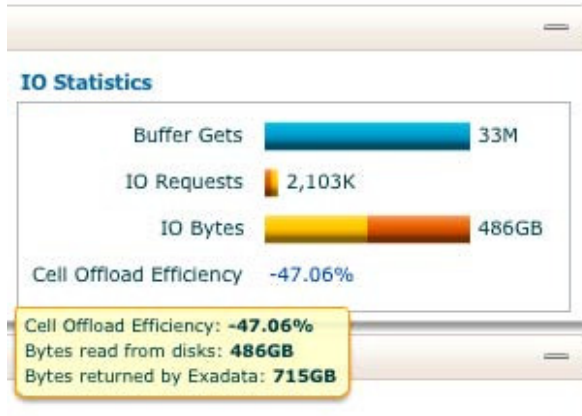 IO Statistics
Buffer Gets 33M
IO Requests 2,103K
IO Bytes 486GB
Cell Offload Efficiency -47.06%
Cell Offload Efficiency: -47.06%
Bytes read from disks: 486GB
Bytes returned by Exadata: 715GB